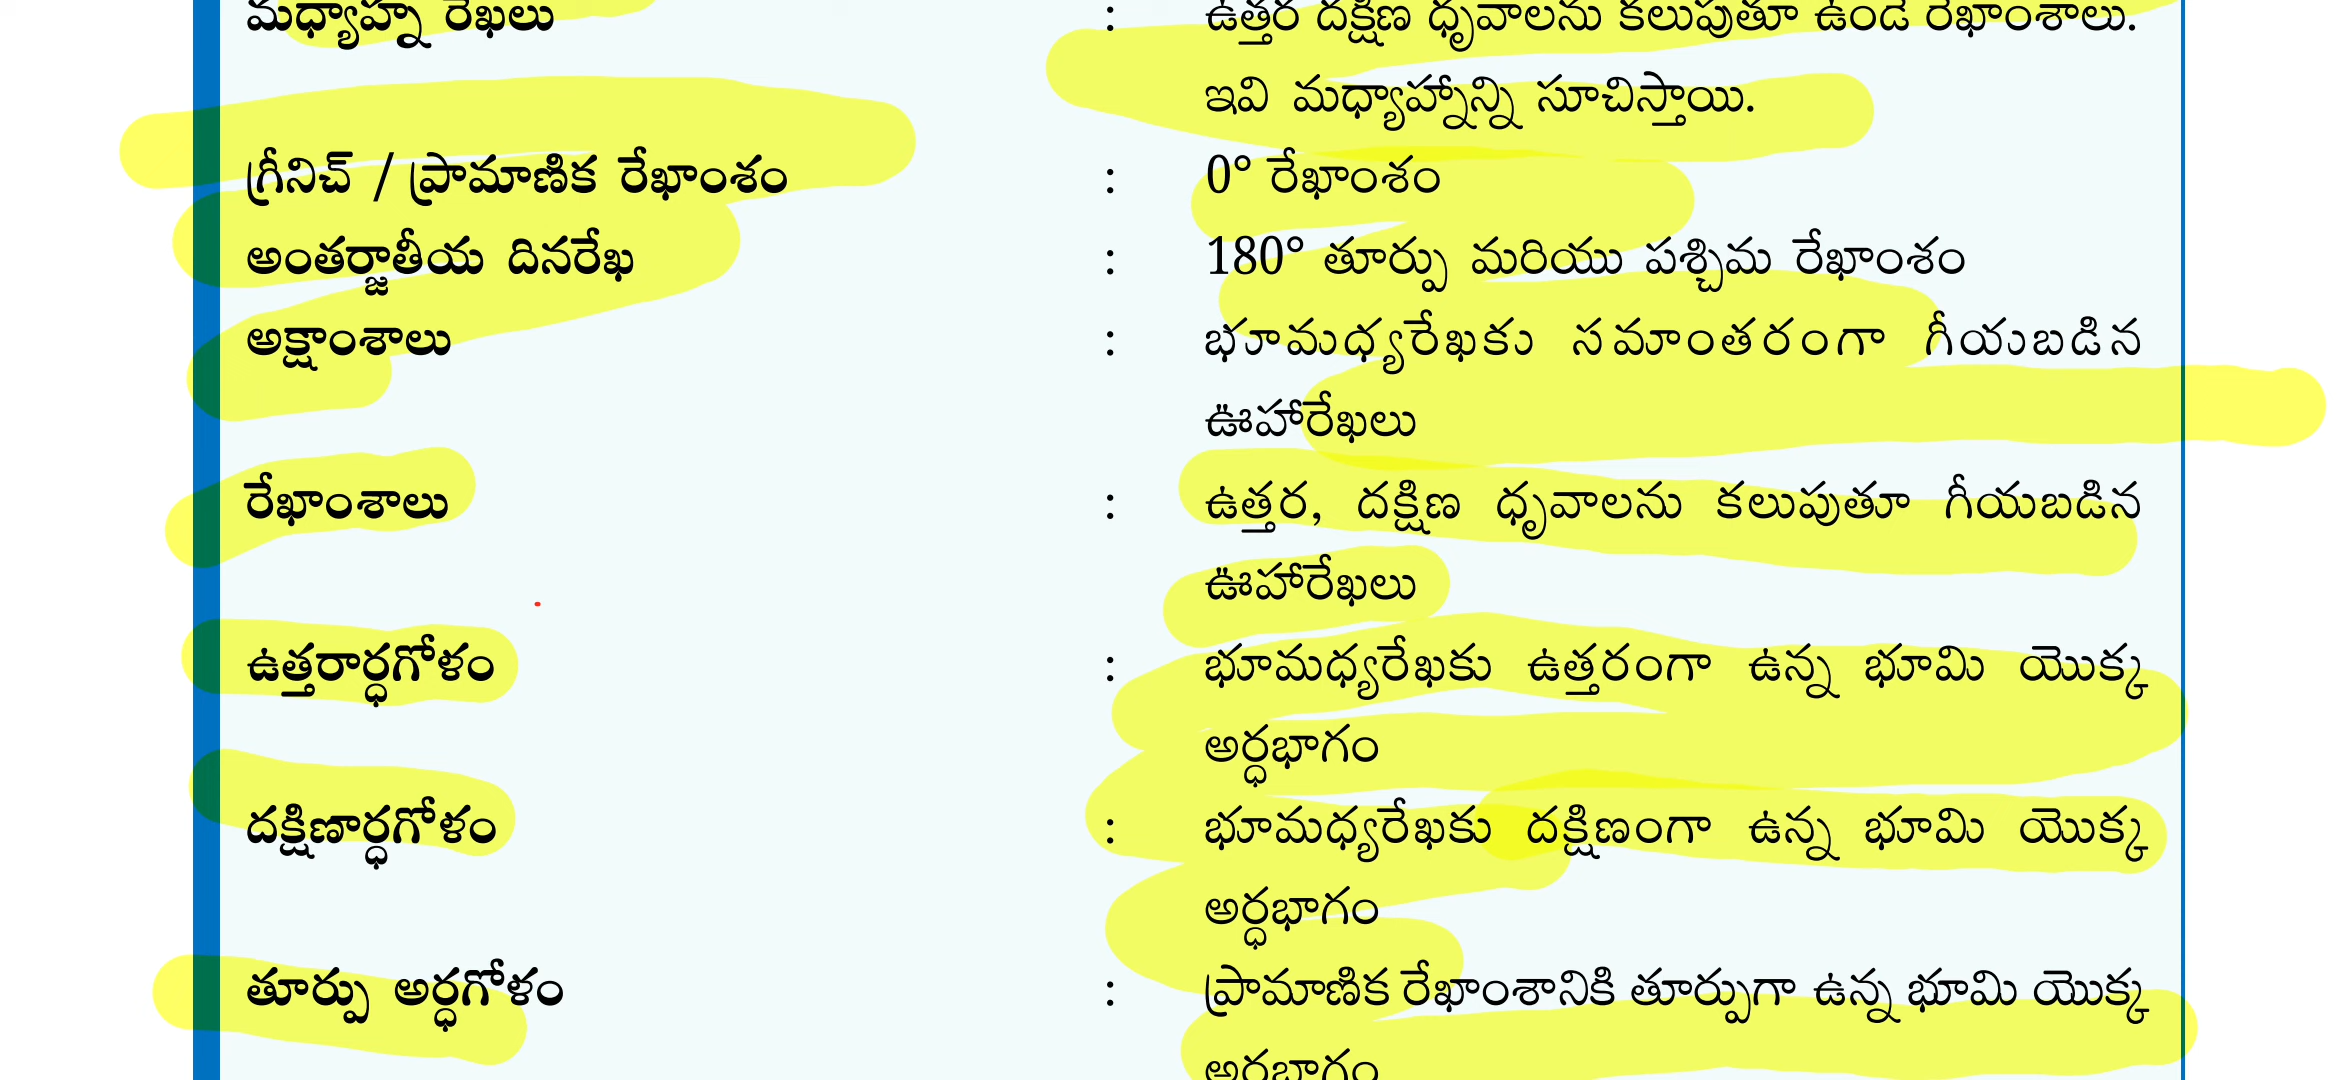 మధ్యాహ్న రేఖలు : ఉత్తర దక్షిణ ధృవాలను కలుపుతూ ఉండే రేఖాంశాలు.
ఇవి మధ్యాహ్నాన్ని సూచిస్తాయి.
గ్రీనిచ్ / ప్రామాణిక రేఖాంశం : 0° రేఖాంశం
అంతర్జాతీయ దినరేఖ : 180° తూర్పు మరియు పశ్చిమ రేఖాంశం
అక్షాంశాలు : భూమధ్యరేఖకు సమాంతరంగా గీయబడిన
ఊహారేఖలు
రేఖాంశాలు : ఉత్తర, దక్షిణ ధృవాలను కలుపుతూ గీయబడిన
ఊహారేఖలు
ఉత్తరార్ధగోళం : భూమధ్యరేఖకు ఉత్తరంగా ఉన్న భూమి యొక్క
అర్ధభాగం
దక్షిణార్ధగోళం : భూమధ్యరేఖకు దక్షిణంగా ఉన్న భూమి యొక్క
అర్ధభాగం
తూర్పు అర్ధగోళం : ప్రామాణిక రేఖాంశానికి తూర్పుగా ఉన్న భూమి యొక్క
అర్ధభాగం